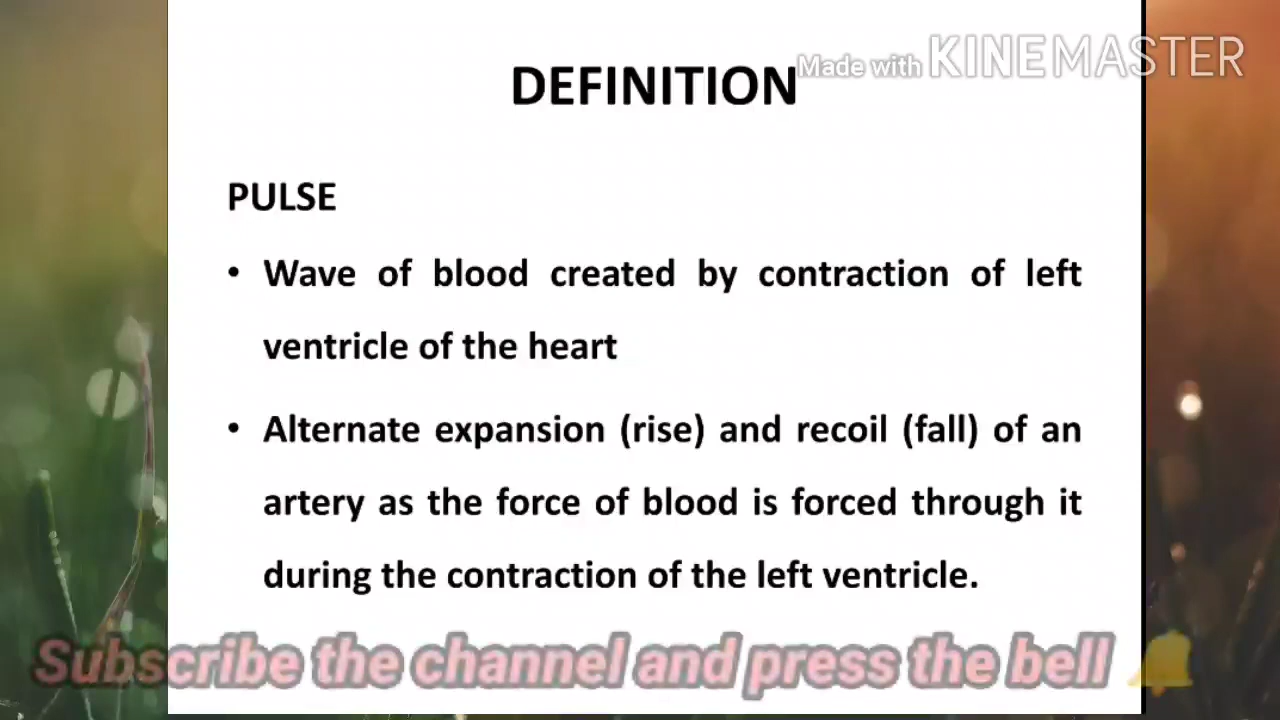 Made with KINEMASTER
DEFINITION
PULSE
• Wave of blood created by contraction of left
ventricle of the heart
• Alternate expansion (rise) and recoil (fall) of an
artery as the force of blood is forced through it
during the contraction of the left ventricle.
Subscribe the channel and press the bell 🔔